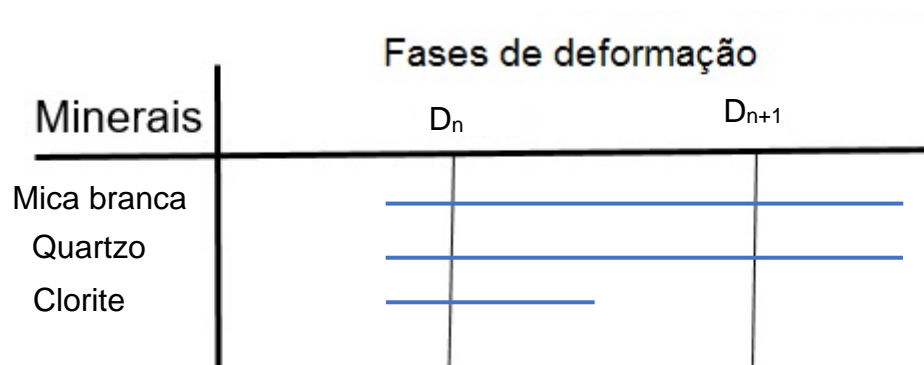 Fases de deformação
Minerais
Dn
Dn+1
Mica branca
Quartzo
Clorite